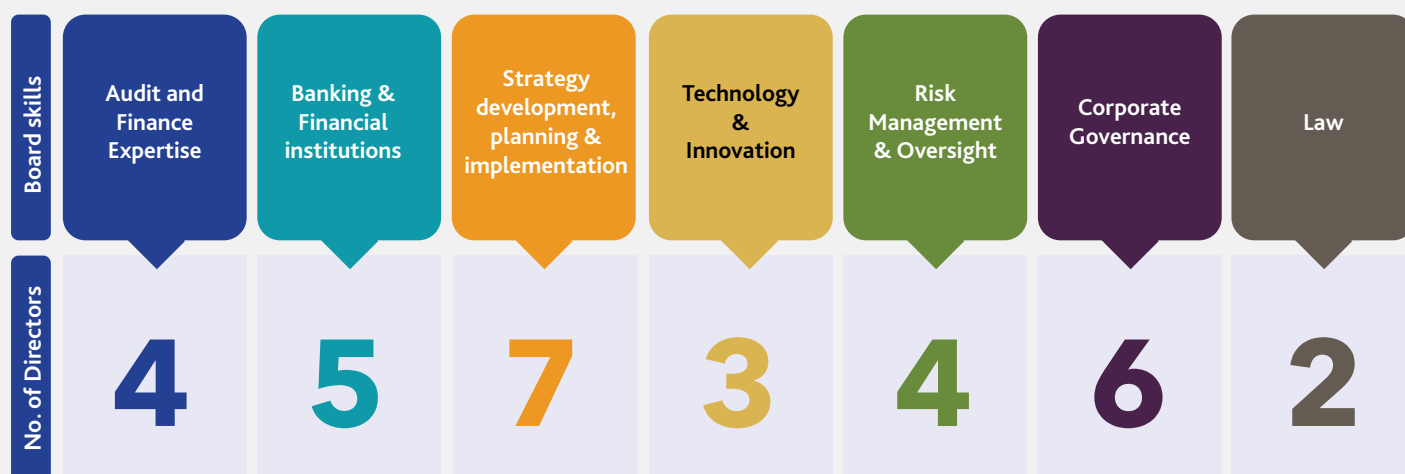 Board skills
Audit and
Finance
Expertise
Banking &
Financial
institutions
Strategy
development,
planning &
implementation
Technology
&
Innovation
Risk
Management
& Oversight
Corporate
Governance
Law
No. of Directors
4
5
7
3
4
6
2